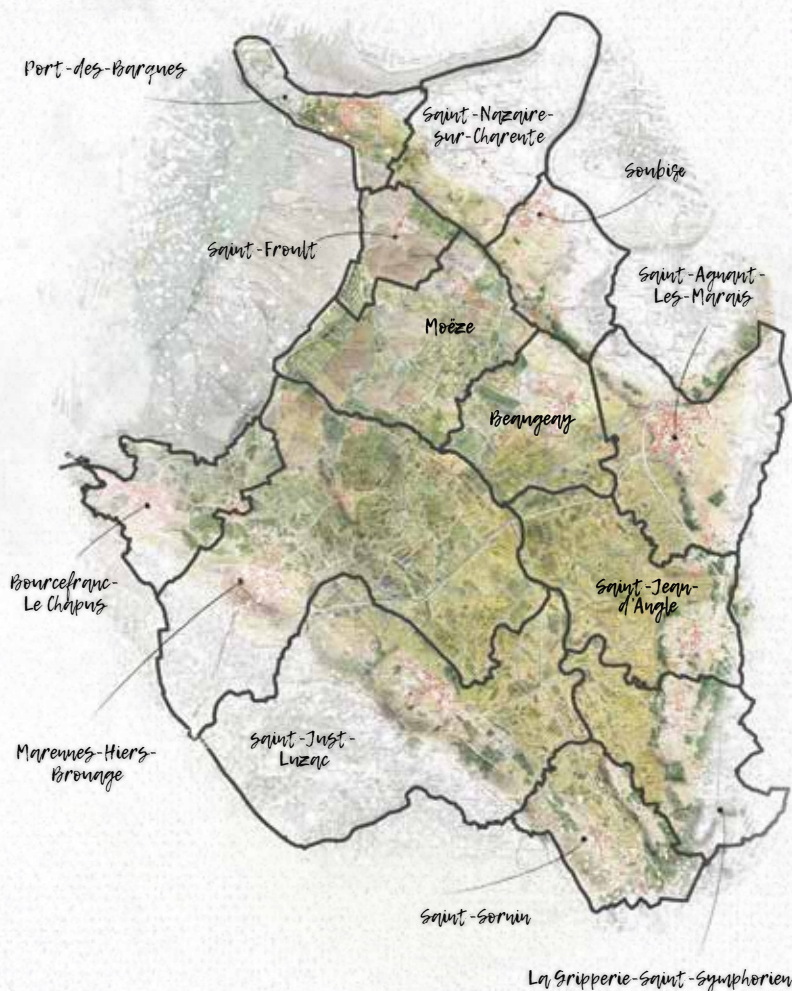 Port-des-Barques
Saint-Nazaire-
sur-Charente
Soubise
Saint-Froult
Saint-Agnant-
Les-Marais
Moëze
Beaugeay
Bourcefranc-
Le Chapus
Saint-Jean-
d'Angle
Marennes-Hiers-
Brouage
Saint-Just-
Luzac
Saint-Sornin
La Gripperie-Saint-Symphorien